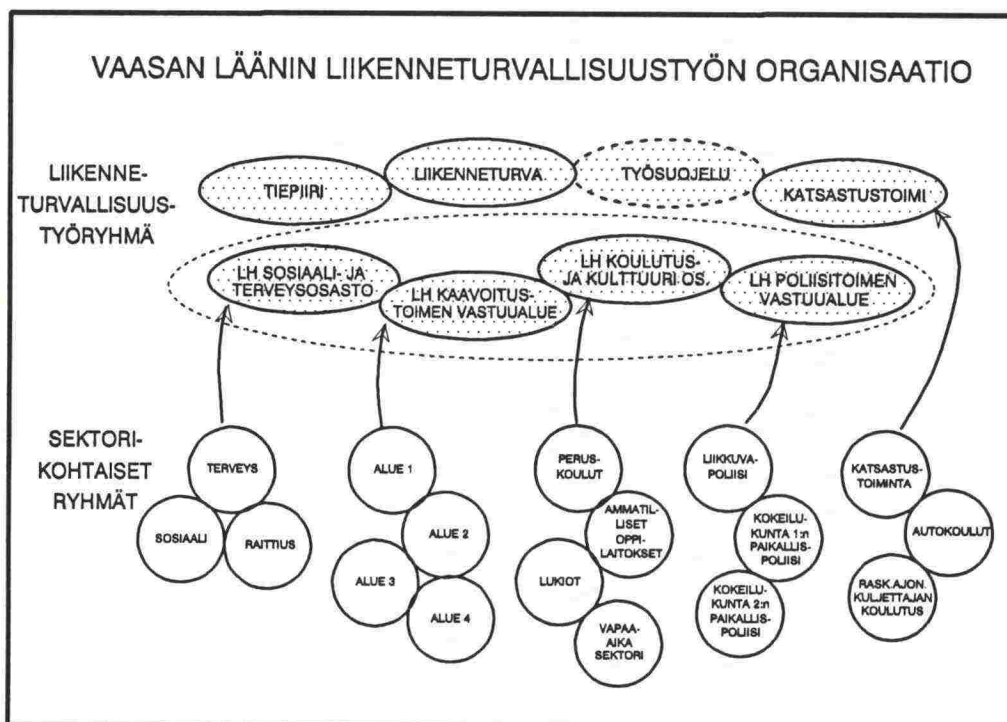 VAASAN LÄÄNIN LIIKENNETURVALLISUUSTYÖN ORGANISAATIO
LIIKENNE-
TURVALLISUUS-
TYÖRYHMÄ
TIEPIIRI
LIIKENNETURVA
TYÖSUOJELU
KATSASTUSTOIMI
LH SOSIAALI- JA
TERVEYSOSASTO
LH KAAVOITUS-
TOIMEN VASTUUALUE
LH KOULUTUS-
JA KULTTUURI OS.
LH POLIISITOIMEN
VASTUUALUE
SEKTORI-
KOHTAISET
RYHMÄT
TERVEYS
SOSIAALI
RAITTIUS
ALUE 1
ALUE 2
ALUE 3
ALUE 4
PERUS-
KOULUT
AMMATIL-
LISET
OPPI-
LAITOKSET
LUKIOT
VAPAA-
AIKA
SEKTORI
LIIKKUVA-
POLIISI
KOKEILU-
KUNTA 1:n
PAIKALLIS-
POLIISI
KOKEILU-
KUNTA 2:n
PAIKALLIS-
POLIISI
KATSASTUS-
TOIMINTA
AUTOKOULUT
RASK.AJON.
KULJETTAJAN
KOULUTUS